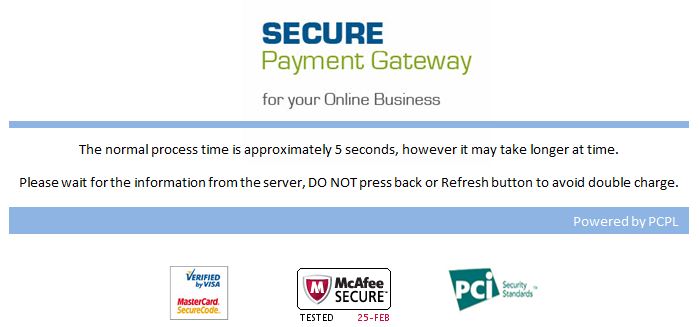 SECURE
Payment Gateway
for your Online Business
The normal process time is approximately 5 seconds, however it may take longer at time.
Please wait for the information from the server, DO NOT press back or Refresh button to avoid double charge.
Powered by PCPL
VERIFIED
by VISA
MasterCard.
SecureCode.
M
McAfee
SECURE™
TESTED 25-FEB
PCi
Security
Standards™